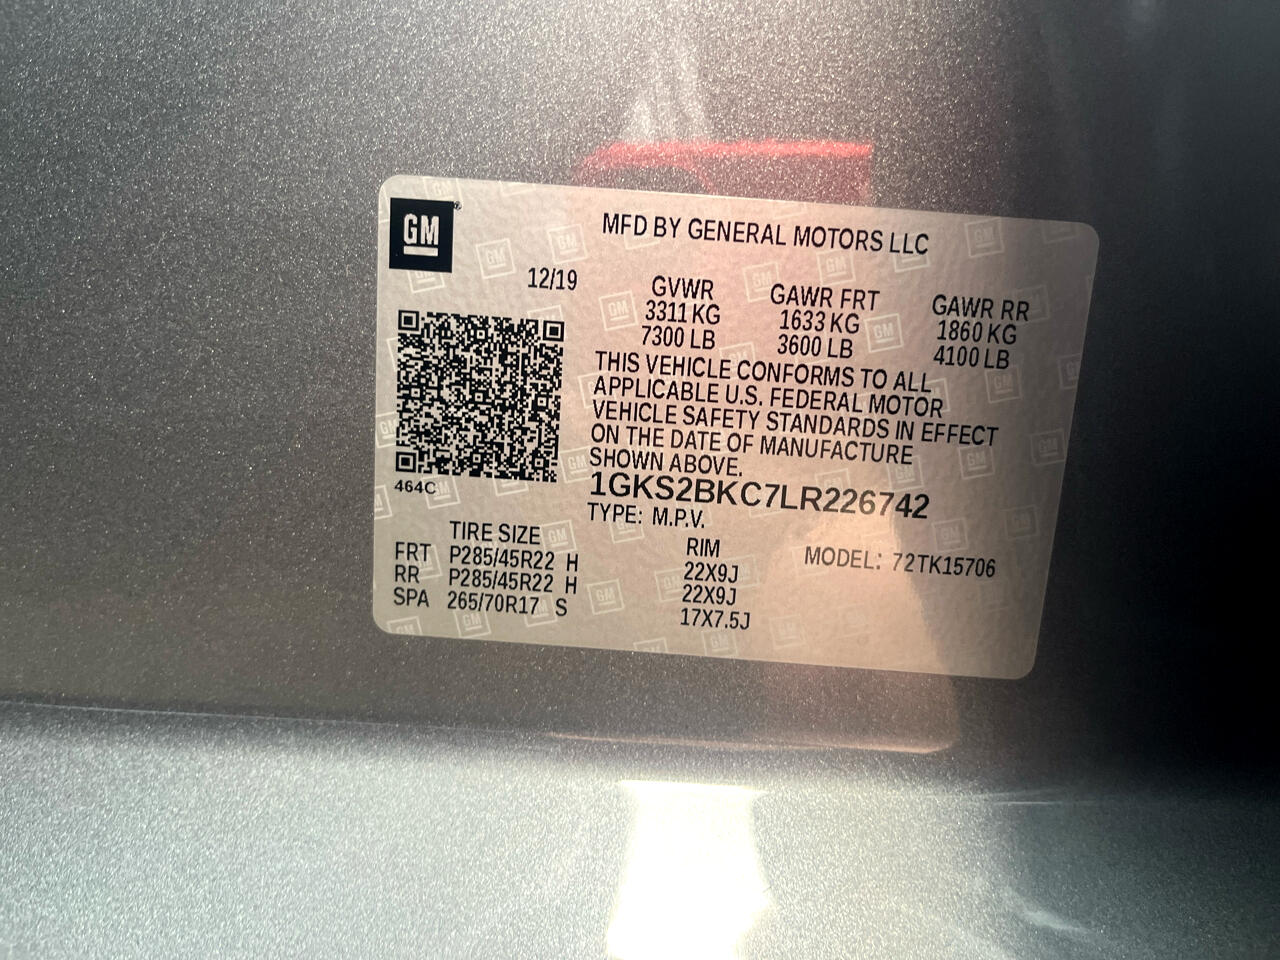 GM
MFD BY GENERAL MOTORS LLC
12/19
GVWR GAWR FRT GAWR RR
3311 KG 1633 KG 1860 KG
7300 LB 3600 LB 4100 LB
THIS VEHICLE CONFORMS TO ALL
APPLICABLE U.S. FEDERAL MOTOR
VEHICLE SAFETY STANDARDS IN EFFECT
ON THE DATE OF MANUFACTURE
SHOWN ABOVE.
464C
1GKS2BKC7LR226742
TYPE: M.P.V.
TIRE SIZE RIM MODEL: 72TK15706
FRT P285/45R22 H 22X9J
RR P285/45R22 H 22X9J
SPA 265/70R17 S 17X7.5J